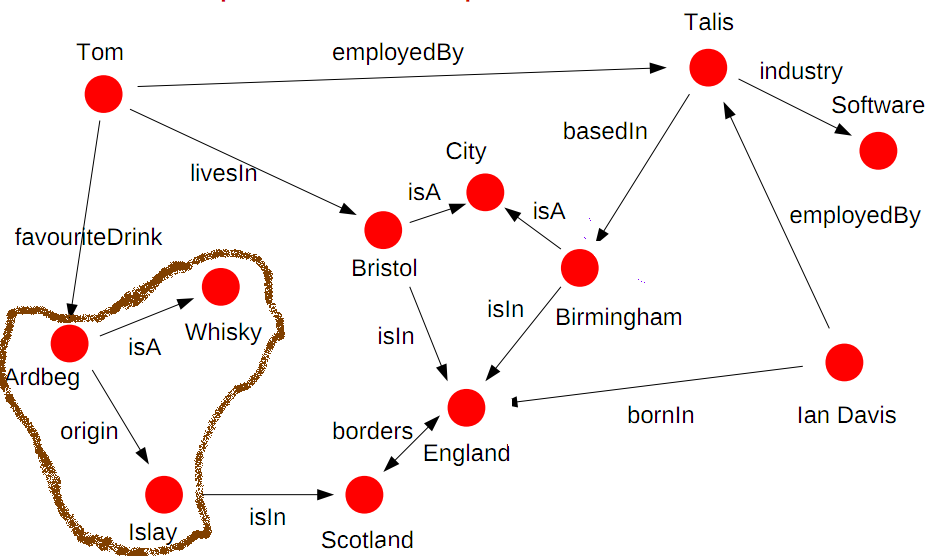 Talis
Tom
employedBy
industry
Software
basedIn
City
livesIn
isA
isA
employedBy
favouriteDrink
Bristol
isIn
Birmingham
Whisky
isIn
isA
Ardbeg
bornIn
Ian Davis
origin
borders
England
isIn
Islay
Scotland